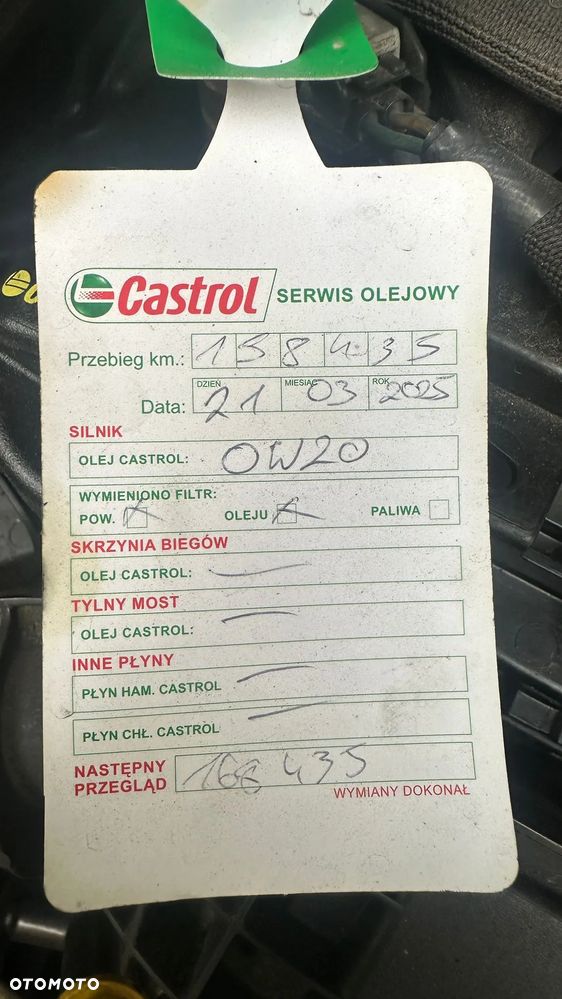 Castrol SERWIS OLEJOWY
Przebieg km.: 158435
DZIEŃ MIESIĄC ROK
Data: 21 03 2025
SILNIK
OLEJ CASTROL: 0W20
WYMIENIONO FILTR:
POW. OLEJU PALIWA
SKRZYNIA BIEGÓW
OLEJ CASTROL:
TYLNY MOST
OLEJ CASTROL:
INNE PŁYNY
PŁYN HAM. CASTROL
PŁYN CHŁ. CASTROL
NASTĘPNY PRZEGLĄD 168435
WYMIANY DOKONAŁ
OTOMOTO